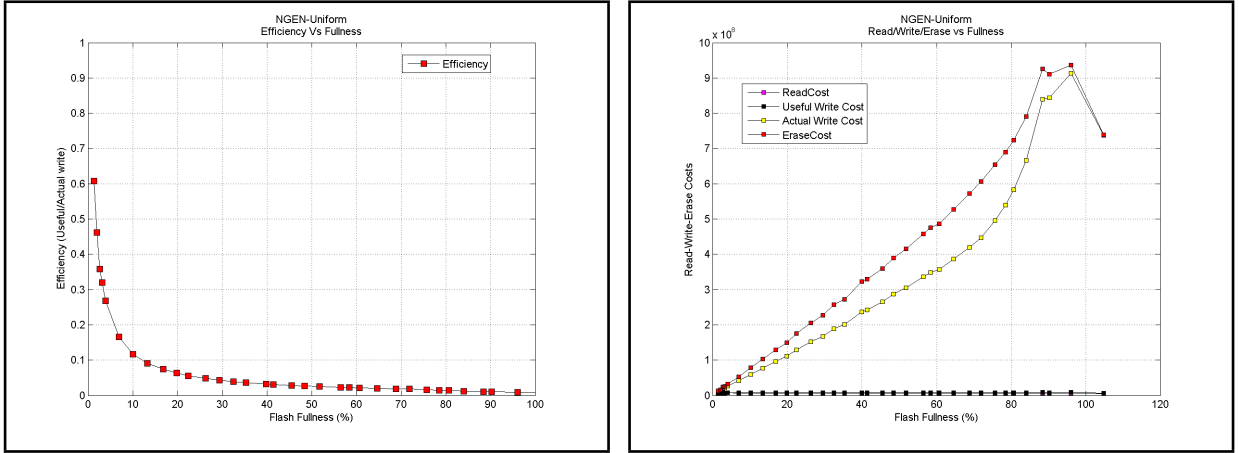 NGEN-Uniform
Efficiency Vs Fullness
1
0.9
0.8
0.7
0.6
0.5
0.4
0.3
0.2
0.1
0
Efficiency (Useful/Actual write)
Efficiency
0 10 20 30 40 50 60 70 80 90 100
Flash Fullness (%)
NGEN-Uniform
Read/Write/Erase vs Fullness
x 10^8
10
9
8
7
6
5
4
3
2
1
0
Read-Write-Erase Costs
ReadCost
Useful Write Cost
Actual Write Cost
EraseCost
0 20 40 60 80 100 120
Flash Fullness (%)